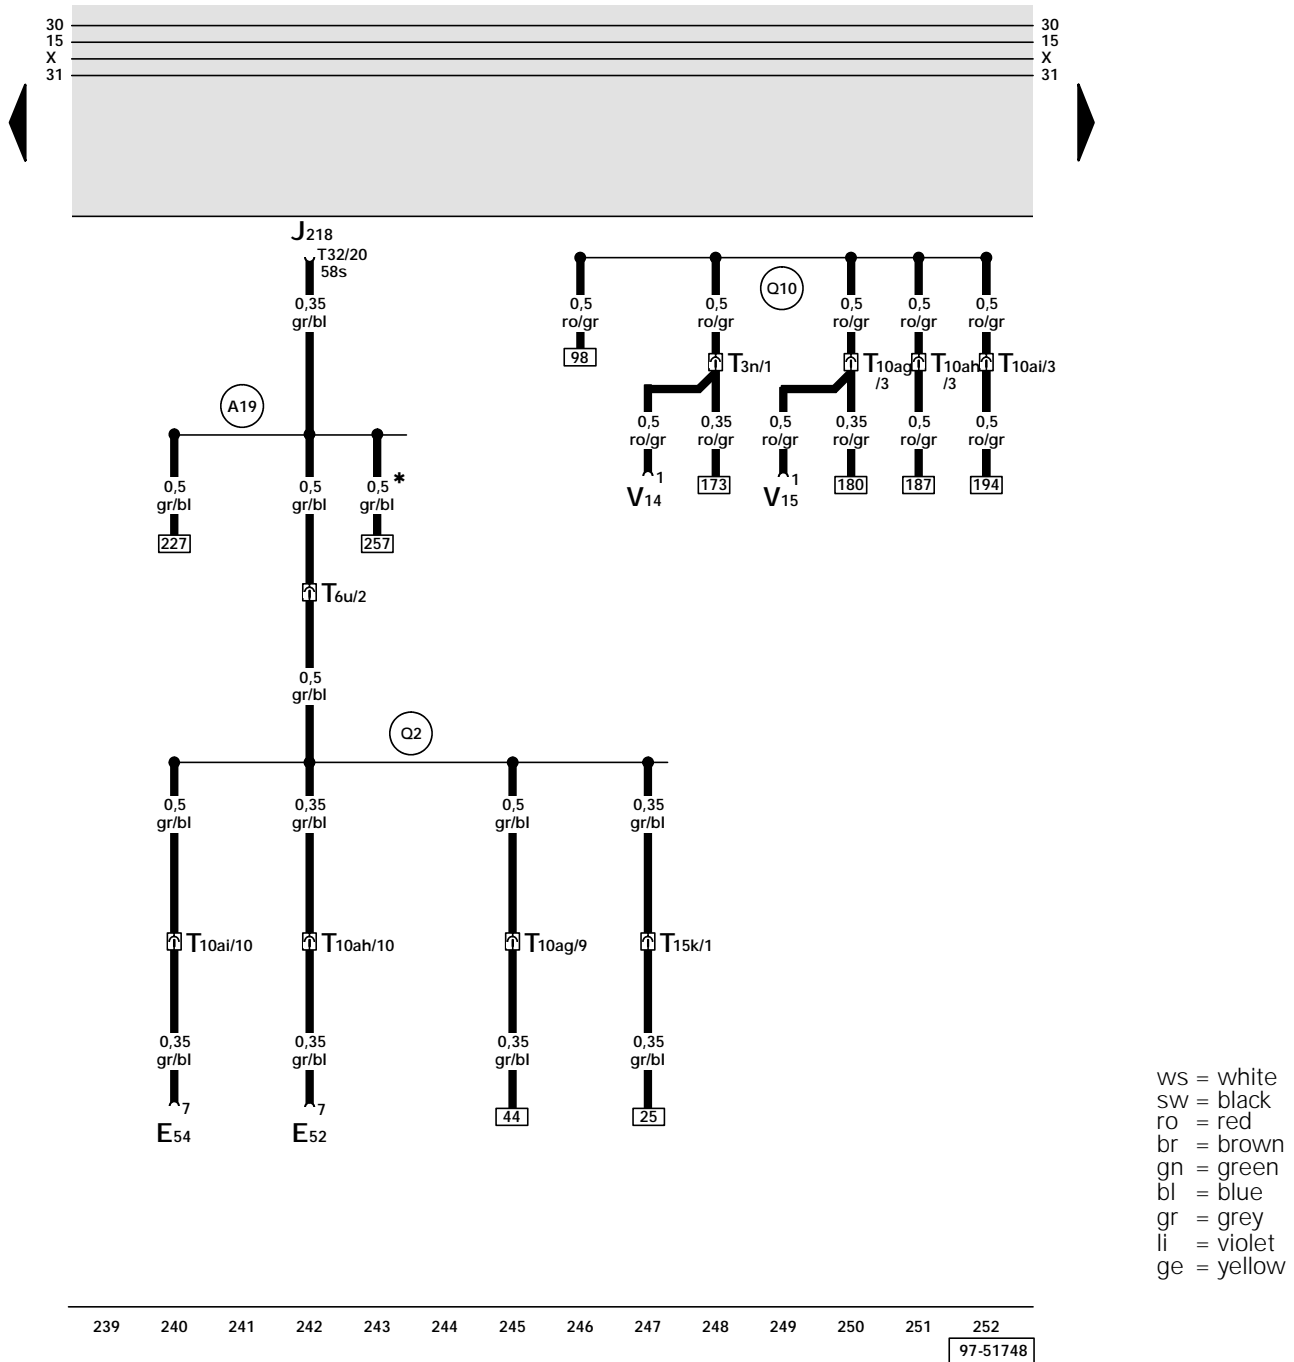 30 30
15 15
X X
31 31
J218
T32/20
58s
0,35
gr/bl
A19
0,5
gr/bl
0,5
gr/bl
0,5 *
gr/bl
227
257
T6u/2
0,5
gr/bl
Q2
0,5
gr/bl
0,35
gr/bl
0,5
gr/bl
0,35
gr/bl
T10ai/10
T10ah/10
T10ag/9
T15k/1
0,35
gr/bl
0,35
gr/bl
0,35
gr/bl
0,35
gr/bl
7
E54
7
E52
44
25
Q10
0,5
ro/gr
0,5
ro/gr
0,5
ro/gr
0,5
ro/gr
0,5
ro/gr
98
T3n/1
T10ag
/3
T10ah
/3
T10ai/3
0,5
ro/gr
0,35
ro/gr
0,5
ro/gr
0,35
ro/gr
0,5
ro/gr
0,5
ro/gr
1
V14
173
1
V15
180
187
194
ws = white
sw = black
ro = red
br = brown
gn = green
bl = blue
gr = grey
li = violet
ge = yellow
239 240 241 242 243 244 245 246 247 248 249 250 251 252
97-51748